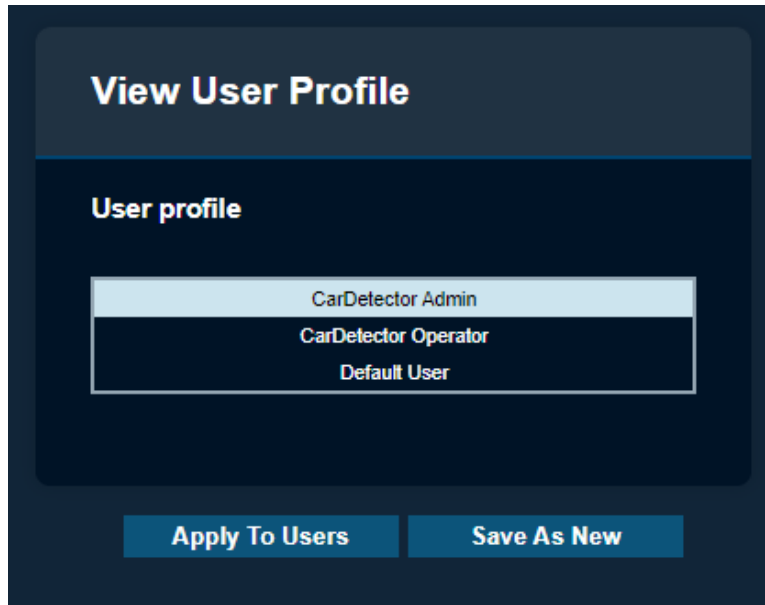 View User Profile
User profile
CarDetector Admin
CarDetector Operator
Default User
Apply To Users
Save As New